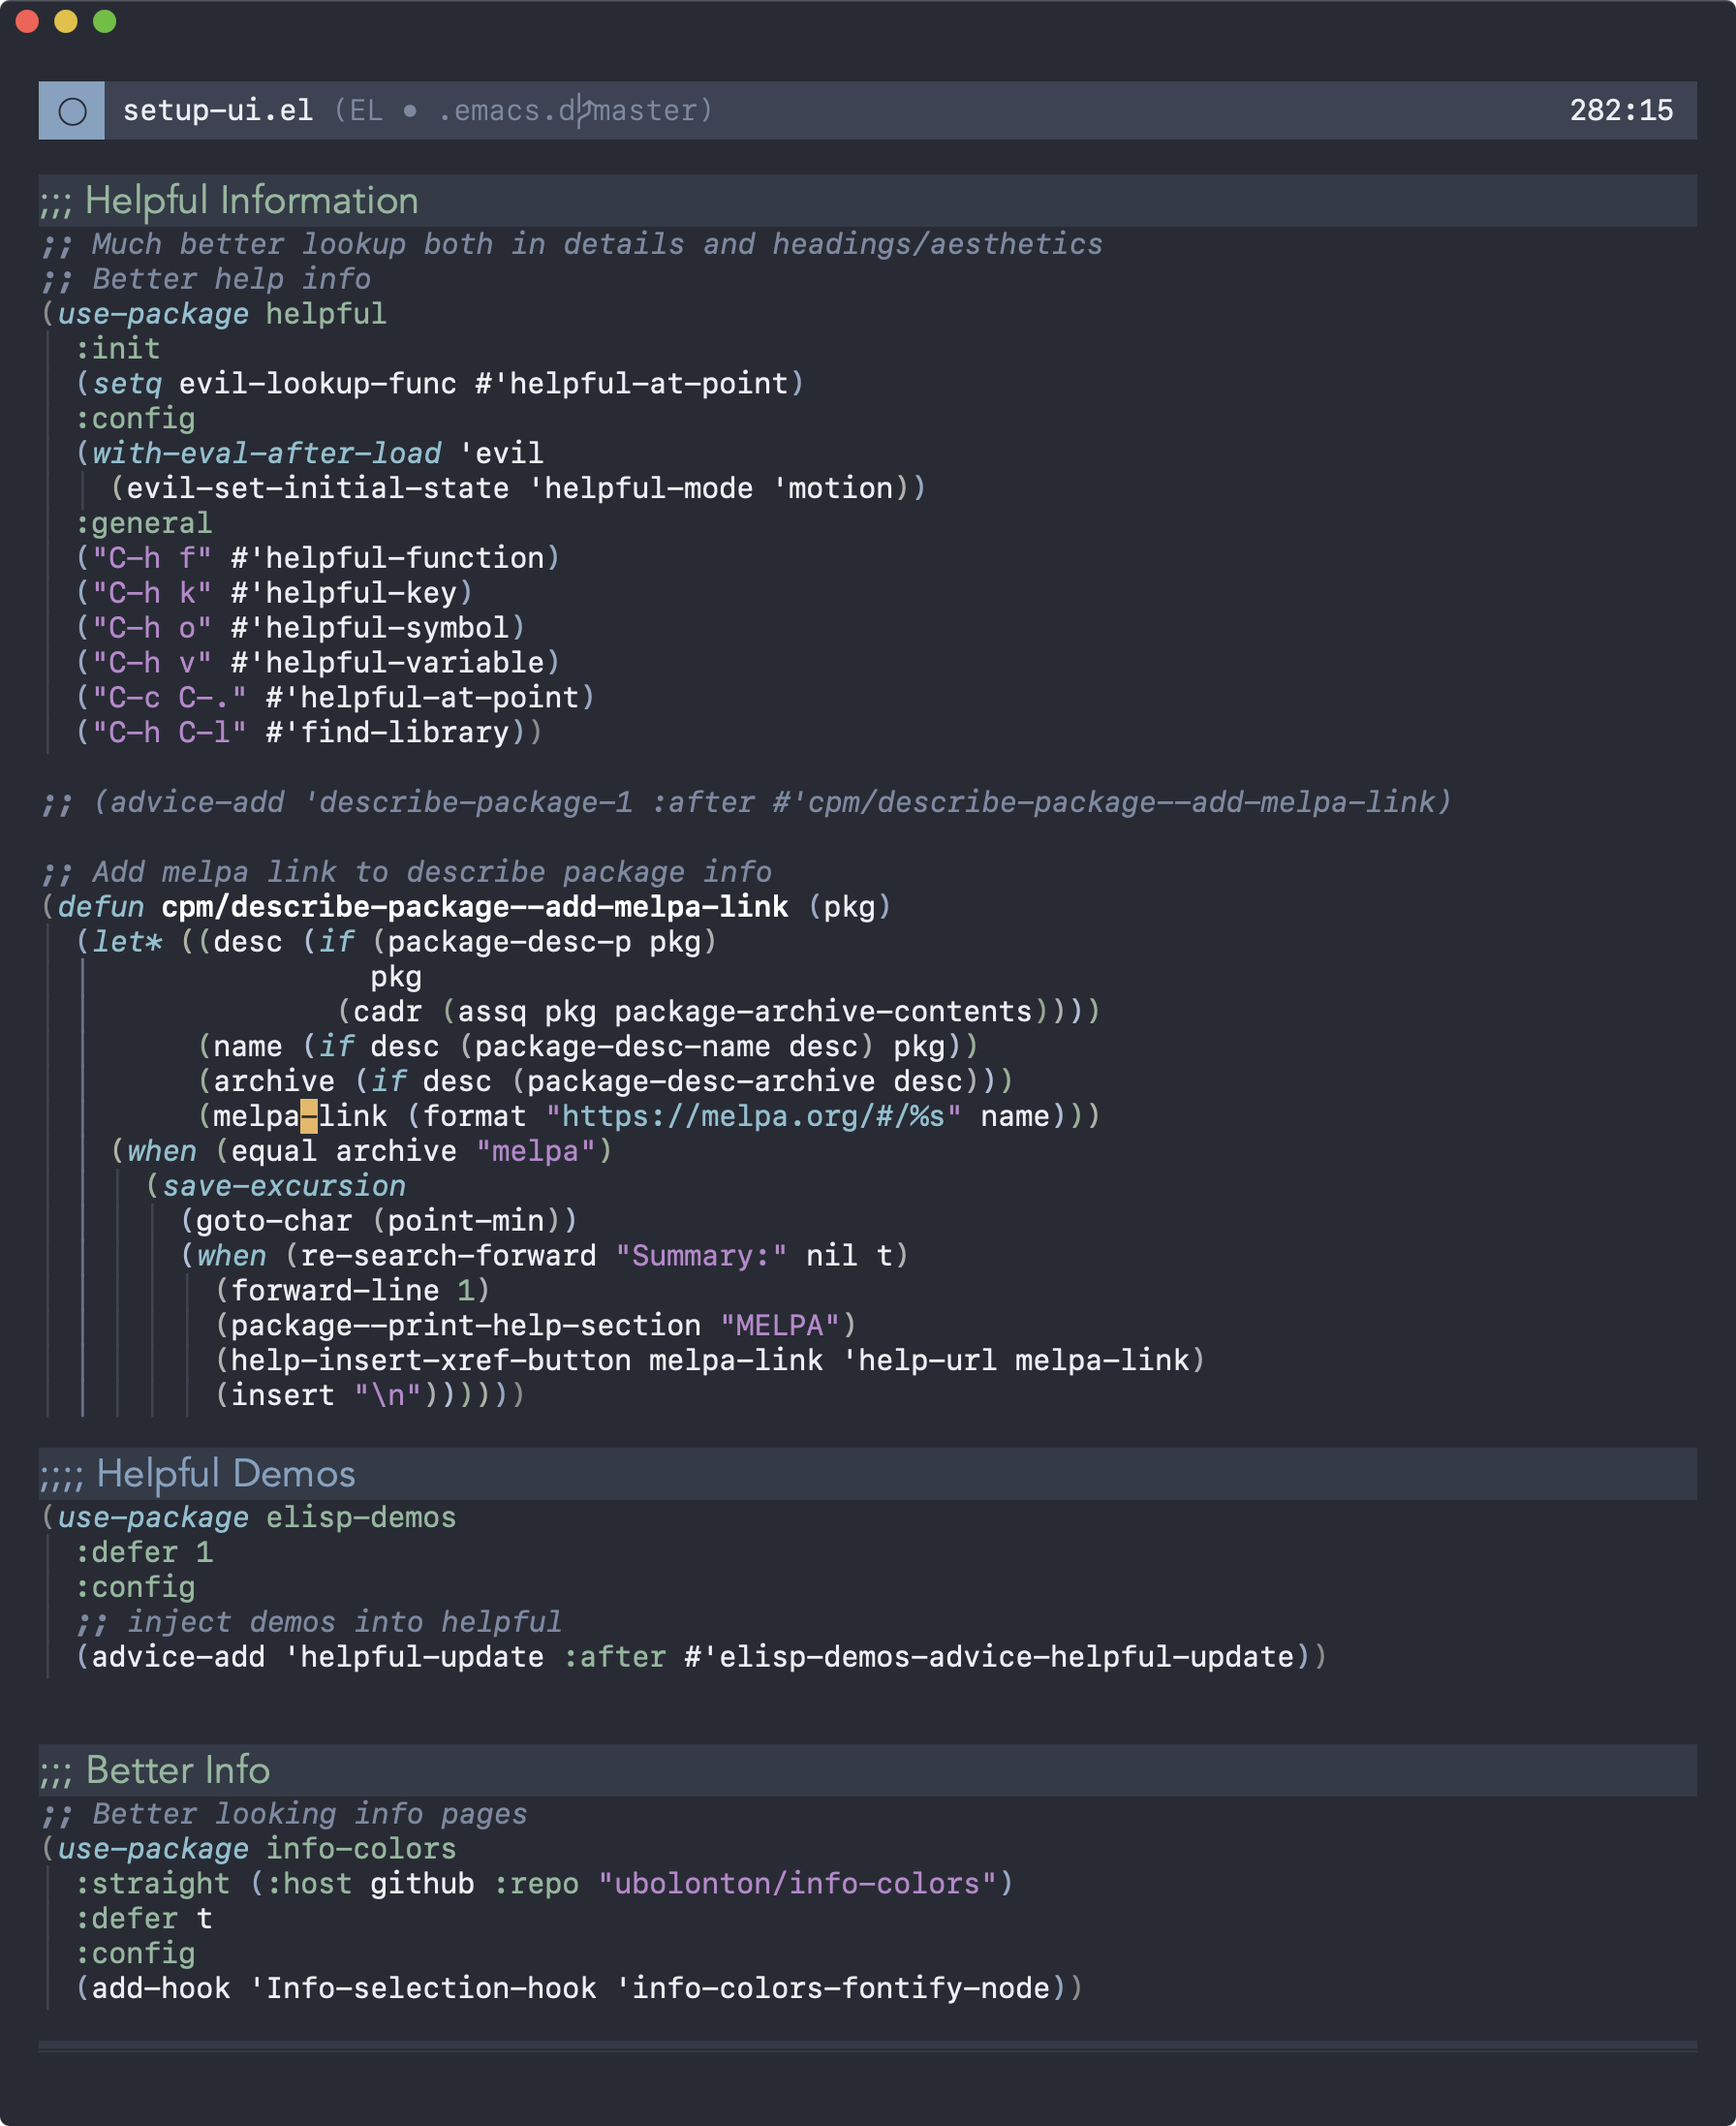 setup-ui.el (EL • .emacs.d master) 282:15
;;; Helpful Information
;; Much better lookup both in details and headings/aesthetics
;; Better help info
(use-package helpful
  :init
  (setq evil-lookup-func #'helpful-at-point)
  :config
  (with-eval-after-load 'evil
    (evil-set-initial-state 'helpful-mode 'motion))
  :general
  ("C-h f" #'helpful-function)
  ("C-h k" #'helpful-key)
  ("C-h o" #'helpful-symbol)
  ("C-h v" #'helpful-variable)
  ("C-c C-." #'helpful-at-point)
  ("C-h C-l" #'find-library))
;; (advice-add 'describe-package-1 :after #'cpm/describe-package--add-melpa-link)
;; Add melpa link to describe package info
(defun cpm/describe-package--add-melpa-link (pkg)
  (let* ((desc (if (package-desc-p pkg)
                   pkg
                 (cadr (assq pkg package-archive-contents))))
         (name (if desc (package-desc-name desc) pkg))
         (archive (if desc (package-desc-archive desc)))
         (melpa-link (format "https://melpa.org/#/%s" name)))
    (when (equal archive "melpa")
      (save-excursion
        (goto-char (point-min))
        (when (re-search-forward "Summary:" nil t)
          (forward-line 1)
          (package--print-help-section "MELPA")
          (help-insert-xref-button melpa-link 'help-url melpa-link)
          (insert "\n"))))))
;;;; Helpful Demos
(use-package elisp-demos
  :defer 1
  :config
  ;; inject demos into helpful
  (advice-add 'helpful-update :after #'elisp-demos-advice-helpful-update))
;;; Better Info
;; Better looking info pages
(use-package info-colors
  :straight (:host github :repo "ubolonton/info-colors")
  :defer t
  :config
  (add-hook 'Info-selection-hook 'info-colors-fontify-node))